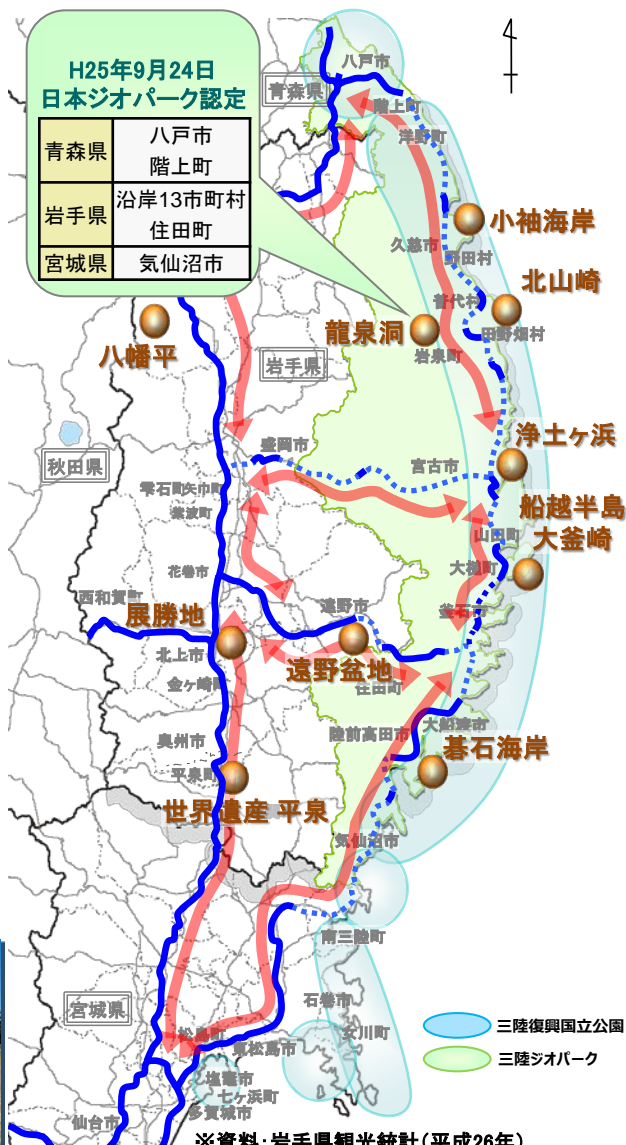 H25年9月24日
日本ジオパーク認定
青森県
八戸市
階上町
岩手県
沿岸13市町村
住田町
宮城県
気仙沼市
八戸市
青森県
階上町
洋野町
小袖海岸
久慈市
野田村
北山崎
普代村
田野畑村
龍泉洞
岩泉町
八幡平
岩手県
浄土ヶ浜
盛岡市
宮古市
秋田県
雫石町
矢巾町
紫波町
船越半島
大釜崎
山田町
大槌町
花巻市
西和賀町
遠野市
釜石市
展勝地
遠野盆地
北上市
金ヶ崎町
住田町
大船渡市
陸前高田市
奥州市
碁石海岸
平泉町
世界遺産 平泉
気仙沼市
南三陸町
宮城県
石巻市
女川町
三陸復興国立公園
三陸ジオパーク
松島町
東松島市
塩竈市
七ヶ浜町
多賀城市
仙台市
※資料：岩手県観光統計（平成26年）